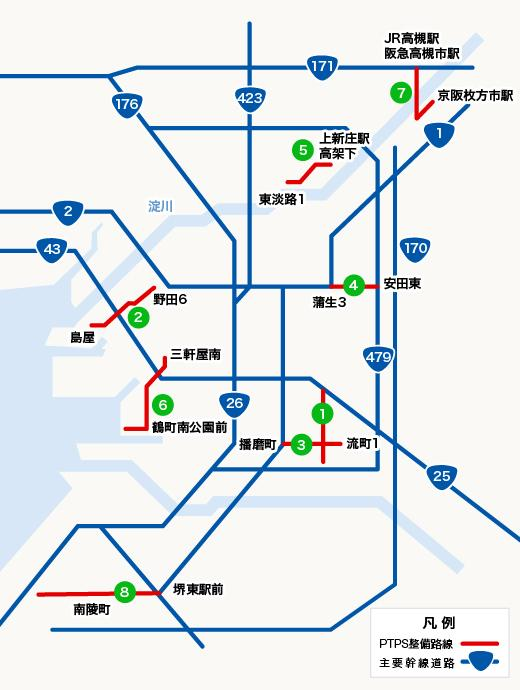 JR高槻駅
阪急高槻市駅
171
7
京阪枚方市駅
176
423
1
上新庄駅
高架下
5
東淡路1
淀川
2
43
170
安田東
4
蒲生3
野田6
2
島屋
三軒屋南
479
6
26
1
鶴町南公園前
播磨町
3
流町1
25
8
堺東駅前
南陵町
凡例
PTPS整備路線
主要幹線道路